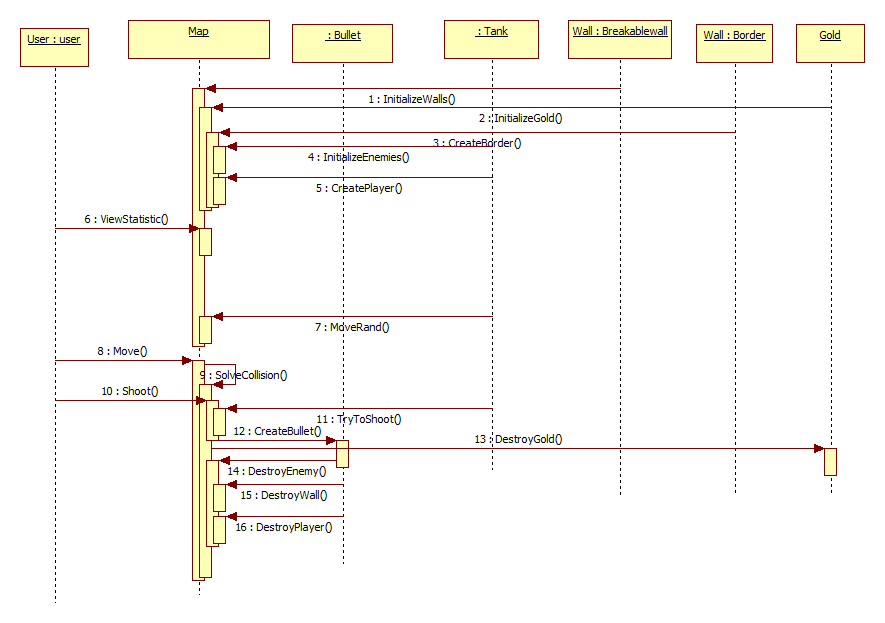 User : user
Map
: Bullet
: Tank
Wall : Breakablewall
Wall : Border
Gold
1 : InitializeWalls()
2 : InitializeGold()
3 : CreateBorder()
4 : InitializeEnemies()
5 : CreatePlayer()
6 : ViewStatistic()
7 : MoveRand()
8 : Move()
9 : SolveCollision()
10 : Shoot()
11 : TryToShoot()
12 : CreateBullet()
13 : DestroyGold()
14 : DestroyEnemy()
15 : DestroyWall()
16 : DestroyPlayer()